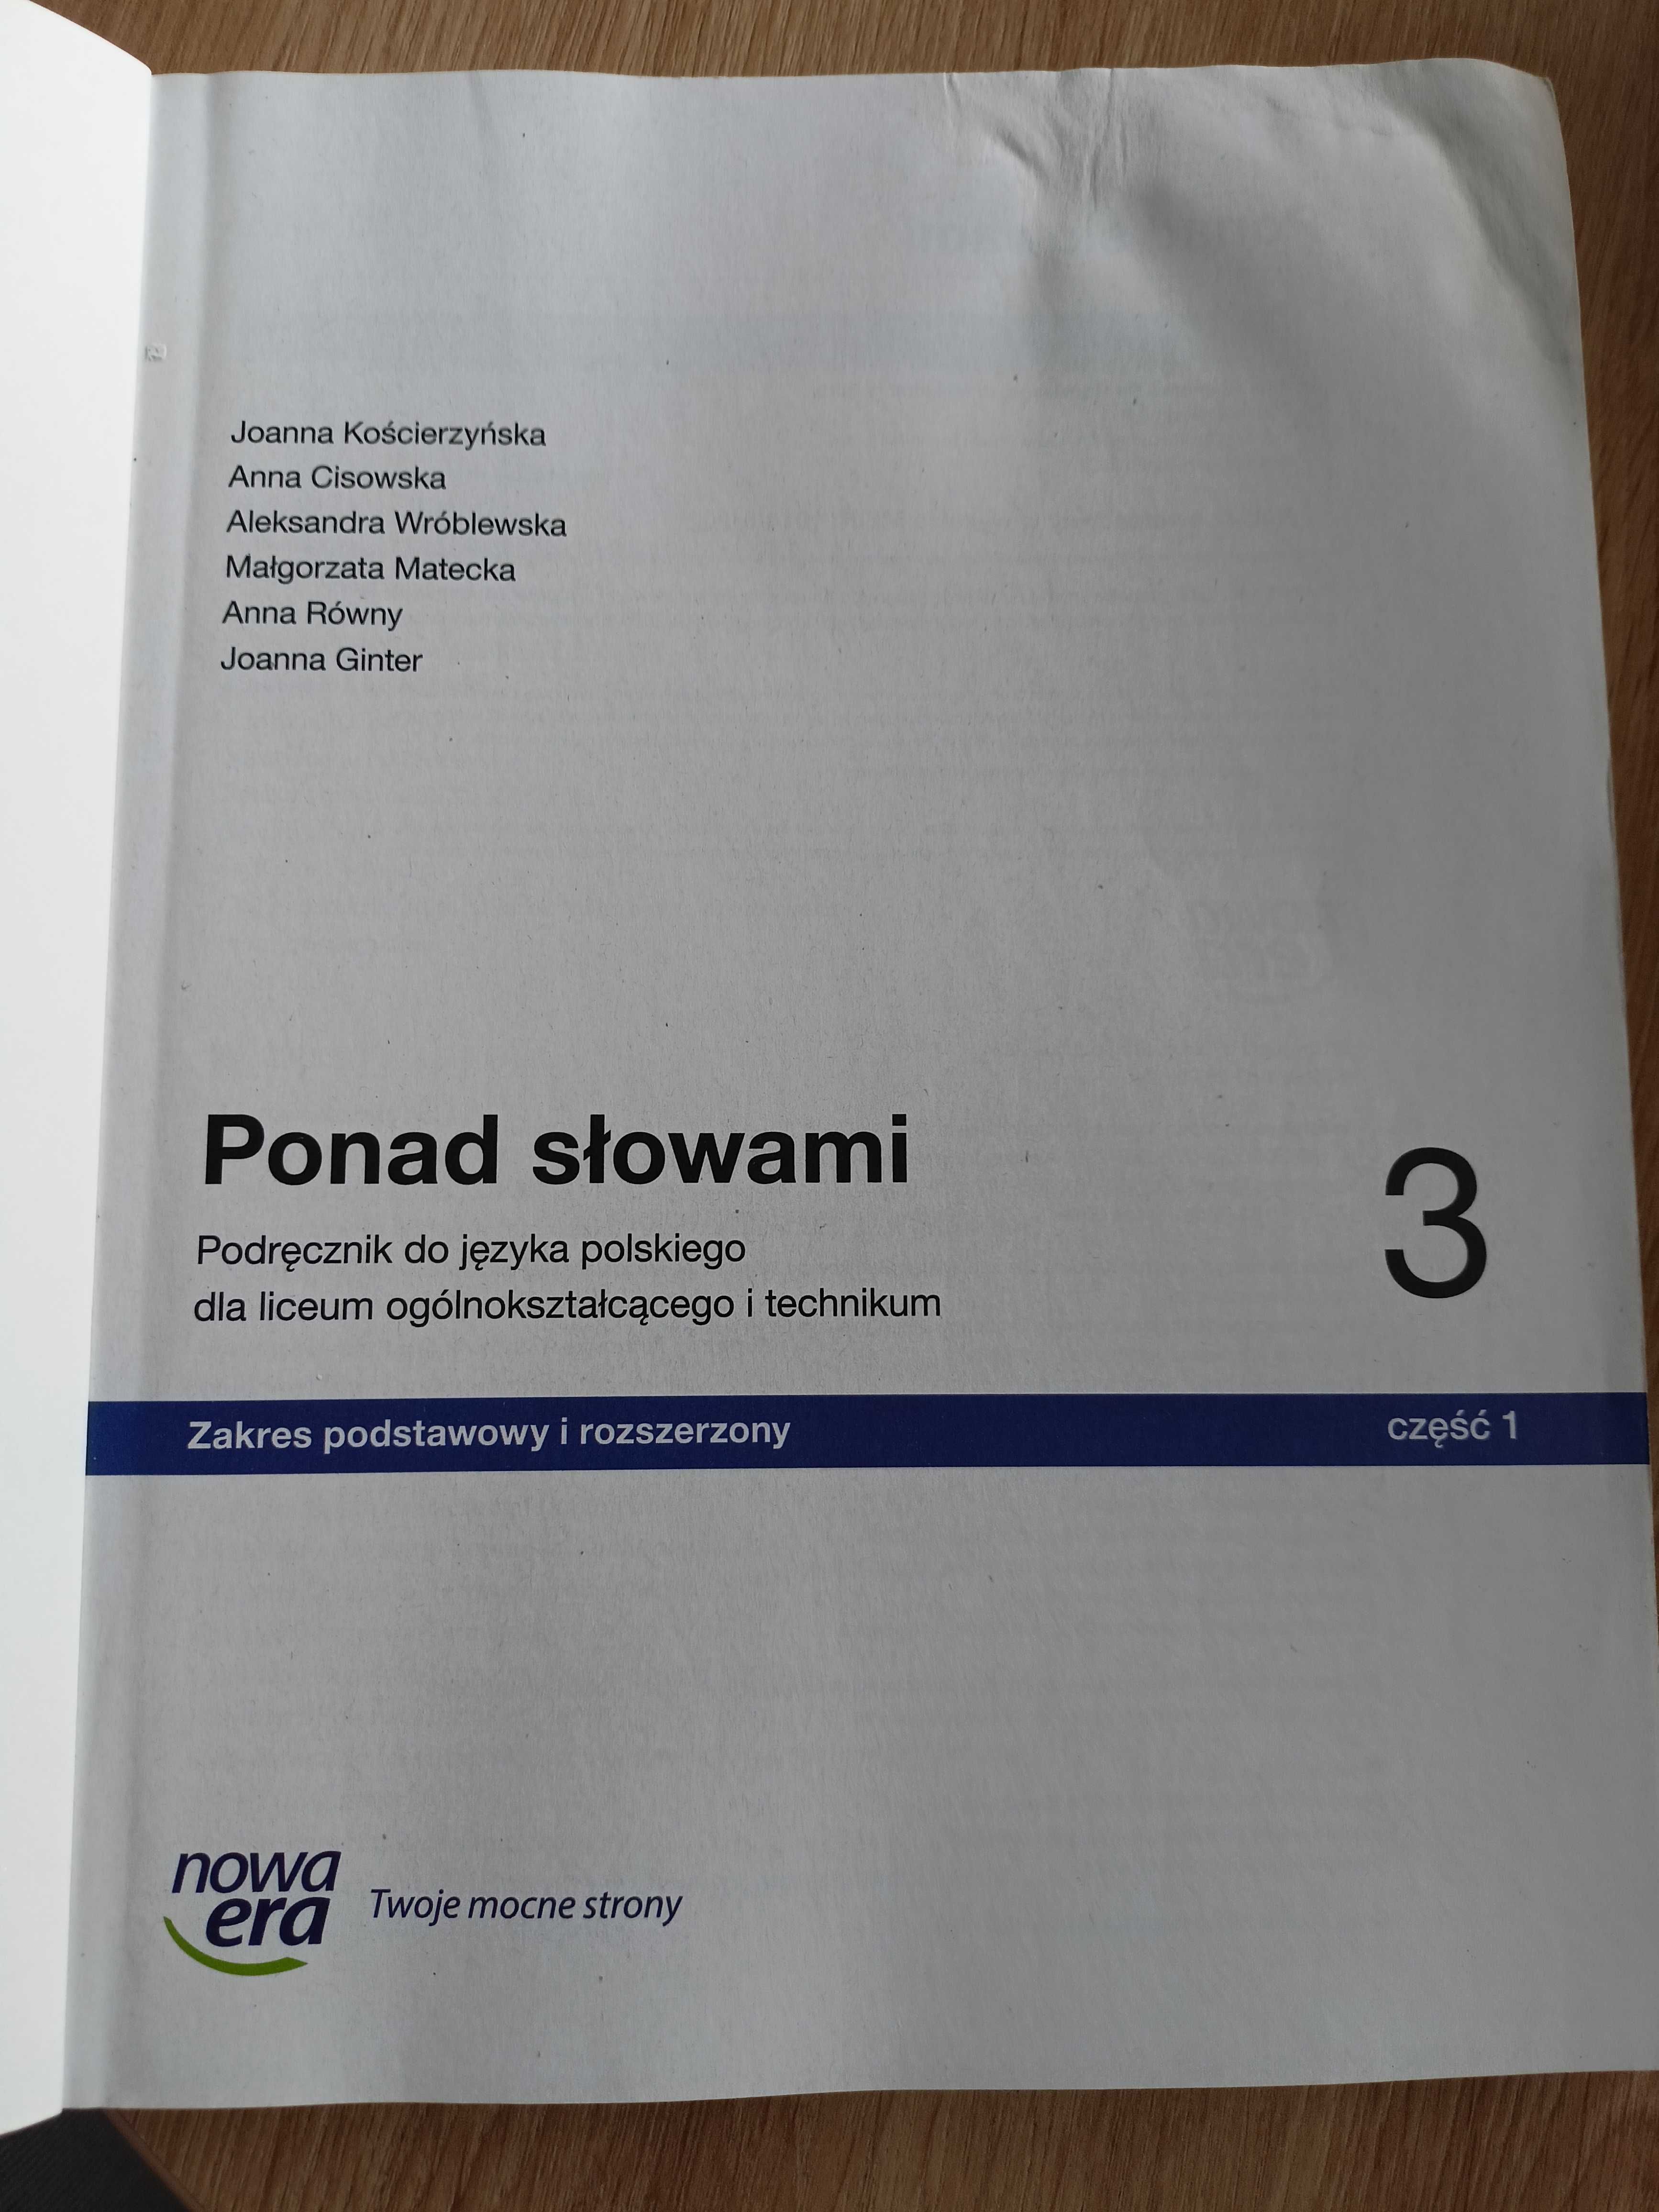 Joanna Kościerzyńska
Anna Cisowska
Aleksandra Wróblewska
Małgorzata Matecka
Anna Równy
Joanna Ginter
Ponad słowami
3
Podręcznik do języka polskiego
dla liceum ogólnokształcącego i technikum
Zakres podstawowy i rozszerzony
część 1
nowa
era
Twoje mocne strony